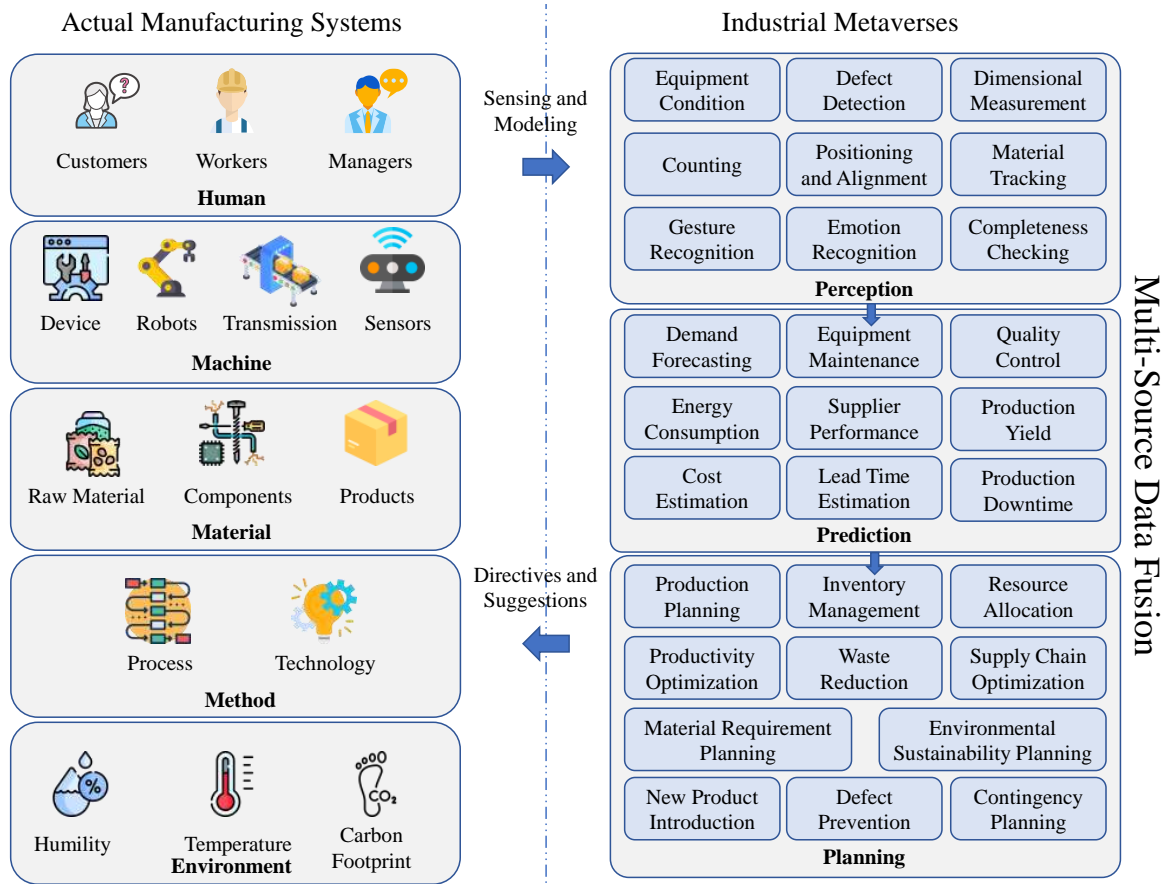 Actual Manufacturing Systems
Customers
Workers
Managers
Human
Device
Robots
Transmission
Sensors
Machine
Raw Material
Components
Products
Material
Process
Technology
Method
%
CO₂
Humility
Temperature
Carbon
Footprint
Environment
Sensing and
Modeling
Directives and
Suggestions
Industrial Metaverses
Equipment
Condition
Defect
Detection
Dimensional
Measurement
Counting
Positioning
and Alignment
Material
Tracking
Gesture
Recognition
Emotion
Recognition
Completeness
Checking
Perception
Demand
Forecasting
Equipment
Maintenance
Quality
Control
Energy
Consumption
Supplier
Performance
Production
Yield
Cost
Estimation
Lead Time
Estimation
Production
Downtime
Prediction
Production
Planning
Inventory
Management
Resource
Allocation
Productivity
Optimization
Waste
Reduction
Supply Chain
Optimization
Material Requirement
Planning
Environmental
Sustainability Planning
New Product
Introduction
Defect
Prevention
Contingency
Planning
Planning
Multi-Source Data Fusion